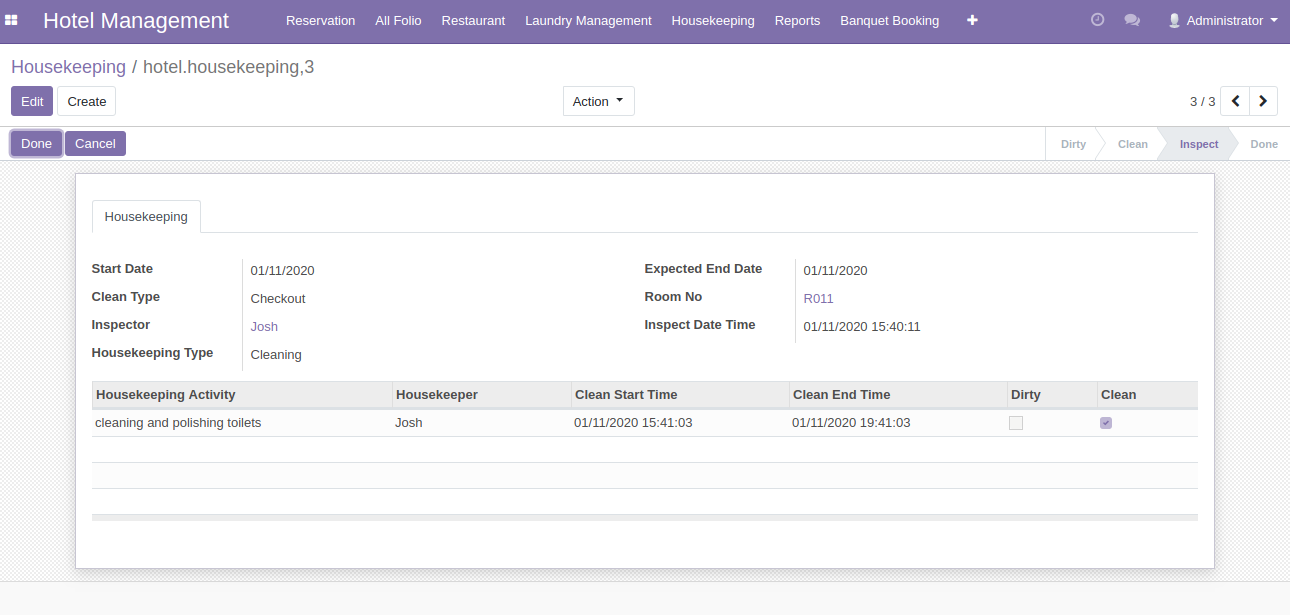 Hotel Management Reservation All Folio Restaurant Laundry Management Housekeeping Reports Banquet Booking Administrator
Housekeeping / hotel.housekeeping,3
Edit Create Action 3 / 3
Done Cancel Dirty Clean Inspect Done
Housekeeping
Start Date 01/11/2020 Expected End Date 01/11/2020
Clean Type Checkout Room No R011
Inspector Josh Inspect Date Time 01/11/2020 15:40:11
Housekeeping Type Cleaning
Housekeeping Activity Housekeeper Clean Start Time Clean End Time Dirty Clean
cleaning and polishing toilets Josh 01/11/2020 15:41:03 01/11/2020 19:41:03